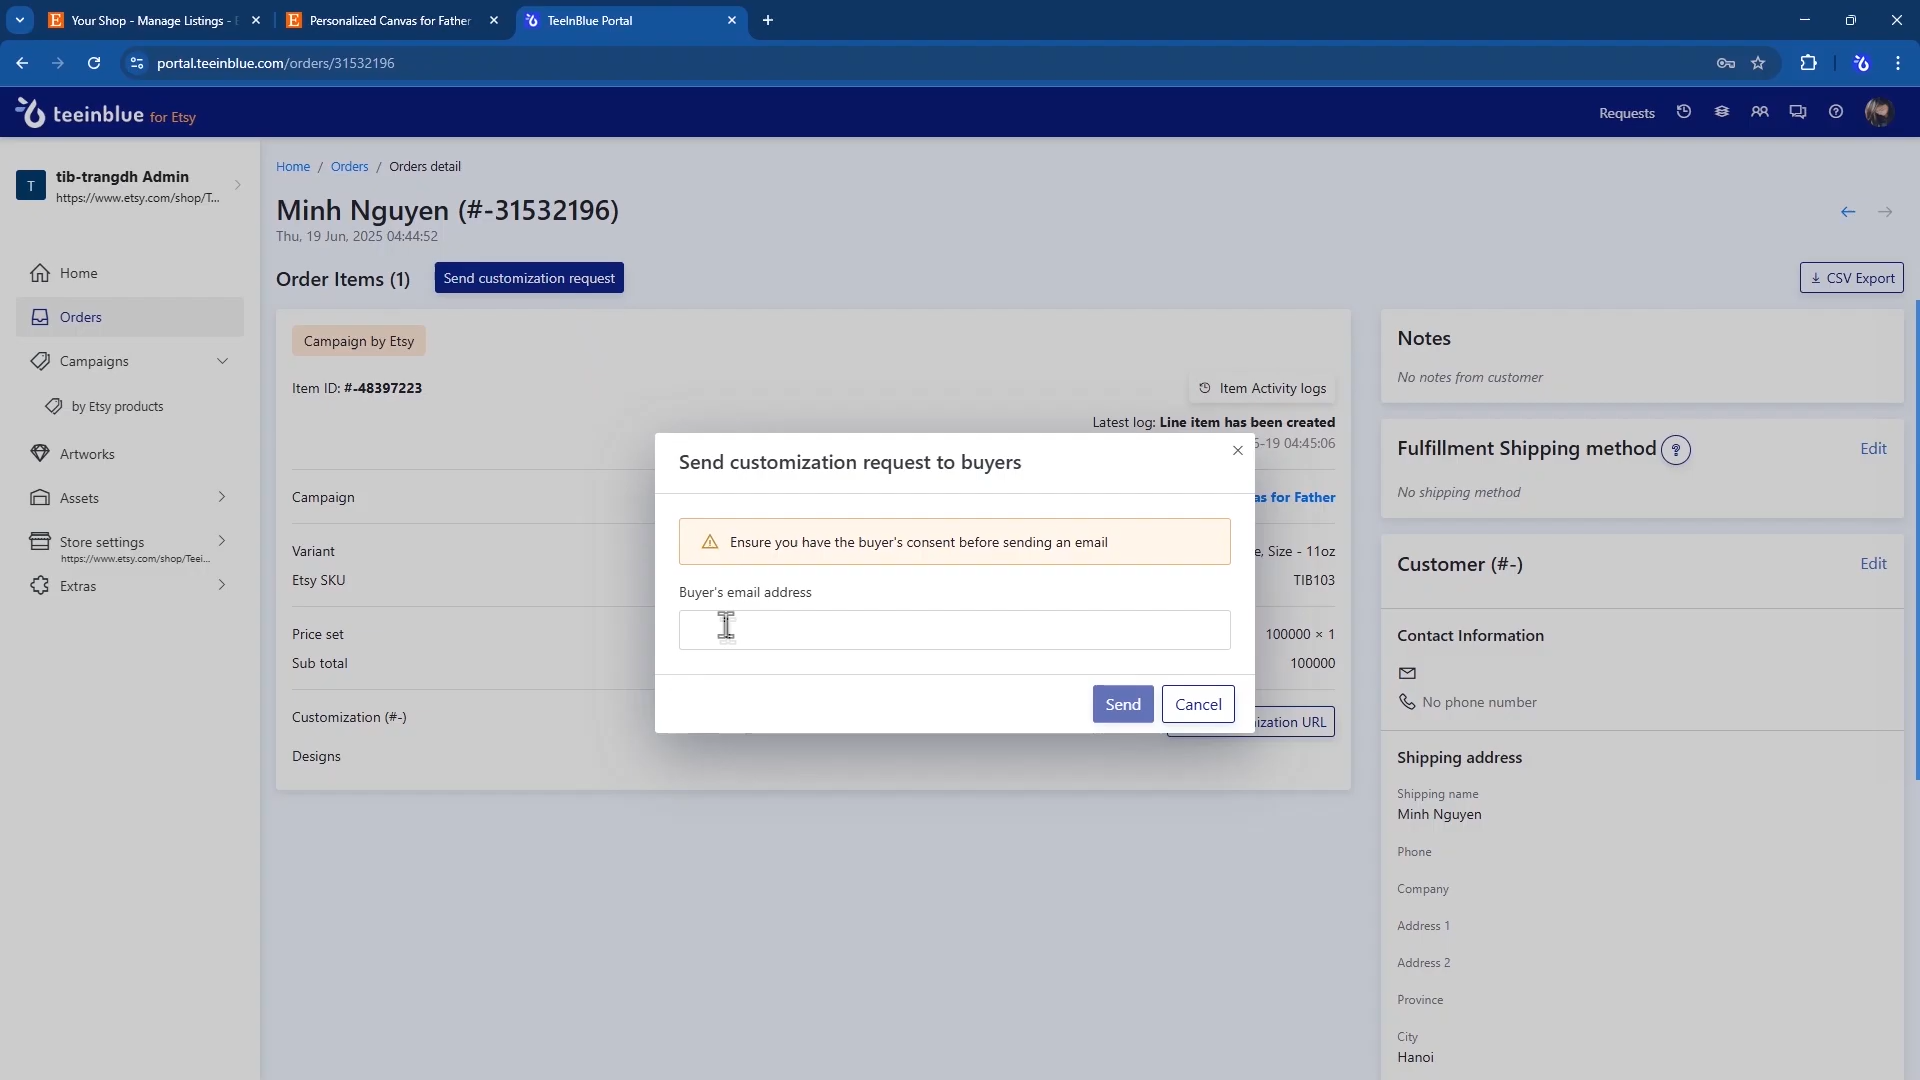 Your Shop - Manage Listings - E
Personalized Canvas for Father
TeeInBlue Portal
portal.teeinblue.com/orders/31532196
teeinblue for Etsy
Requests
T
tib-trangdh Admin
https://www.etsy.com/shop/T...
Home
Orders
Campaigns
by Etsy products
Artworks
Assets
Store settings
https://www.etsy.com/shop/Teei...
Extras
Home / Orders / Orders detail
Minh Nguyen (#-31532196)
Thu, 19 Jun, 2025 04:44:52
Order Items (1)
Send customization request
CSV Export
Campaign by Etsy
Item ID: #-48397223
Item Activity logs
Latest log: Line item has been created
-19 04:45:06
Campaign
as for Father
Variant
e, Size - 11oz
Etsy SKU
TIB103
Price set
100000 × 1
Sub total
100000
Customization (#-)
ization URL
Designs
Send customization request to buyers
Ensure you have the buyer's consent before sending an email
Buyer's email address
Send
Cancel
Notes
No notes from customer
Fulfillment Shipping method ?
Edit
No shipping method
Customer (#-)
Edit
Contact Information
No phone number
Shipping address
Shipping name
Minh Nguyen
Phone
Company
Address 1
Address 2
Province
City
Hanoi